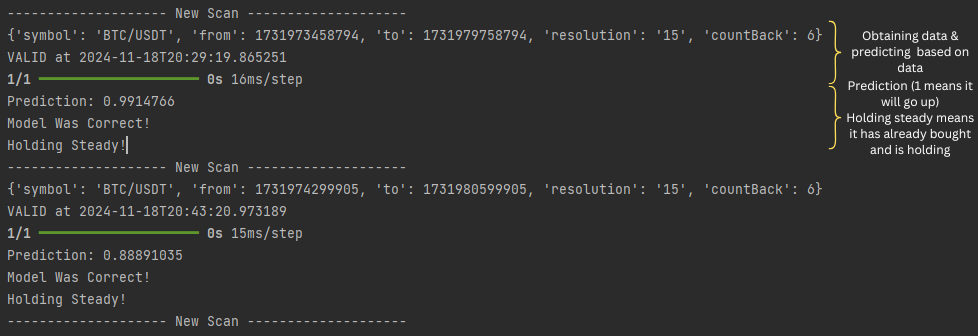 -------------------- New Scan --------------------
{'symbol': 'BTC/USDT', 'from': 1731973458794, 'to': 1731979758794, 'resolution': '15', 'countBack': 6}
VALID at 2024-11-18T20:29:19.865251
1/1 ━━━━━━━━━━━━━━━━━━━━ 0s 16ms/step
Prediction: 0.9914766
Model Was Correct!
Holding Steady!
Obtaining data &
predicting based on
data
Prediction (1 means it
will go up)
Holding steady means
it has already bought
and is holding
-------------------- New Scan --------------------
{'symbol': 'BTC/USDT', 'from': 1731974299905, 'to': 1731980599905, 'resolution': '15', 'countBack': 6}
VALID at 2024-11-18T20:43:20.973189
1/1 ━━━━━━━━━━━━━━━━━━━━ 0s 15ms/step
Prediction: 0.88891035
Model Was Correct!
Holding Steady!
-------------------- New Scan --------------------